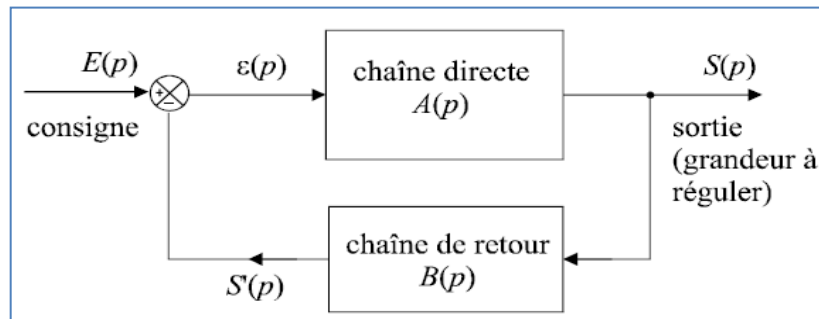 E(p)
ε(p)
chaîne directe
A(p)
S(p)
+
−
consigne
sortie
(grandeur à
réguler)
chaîne de retour
B(p)
S'(p)